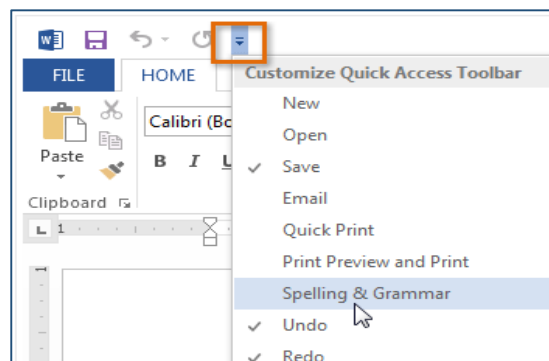 FILE HOME
Customize Quick Access Toolbar
New
Open
Save
Email
Quick Print
Print Preview and Print
Spelling & Grammar
Undo
Redo
Calibri (Bo
Paste
B I U
Clipboard
L 1